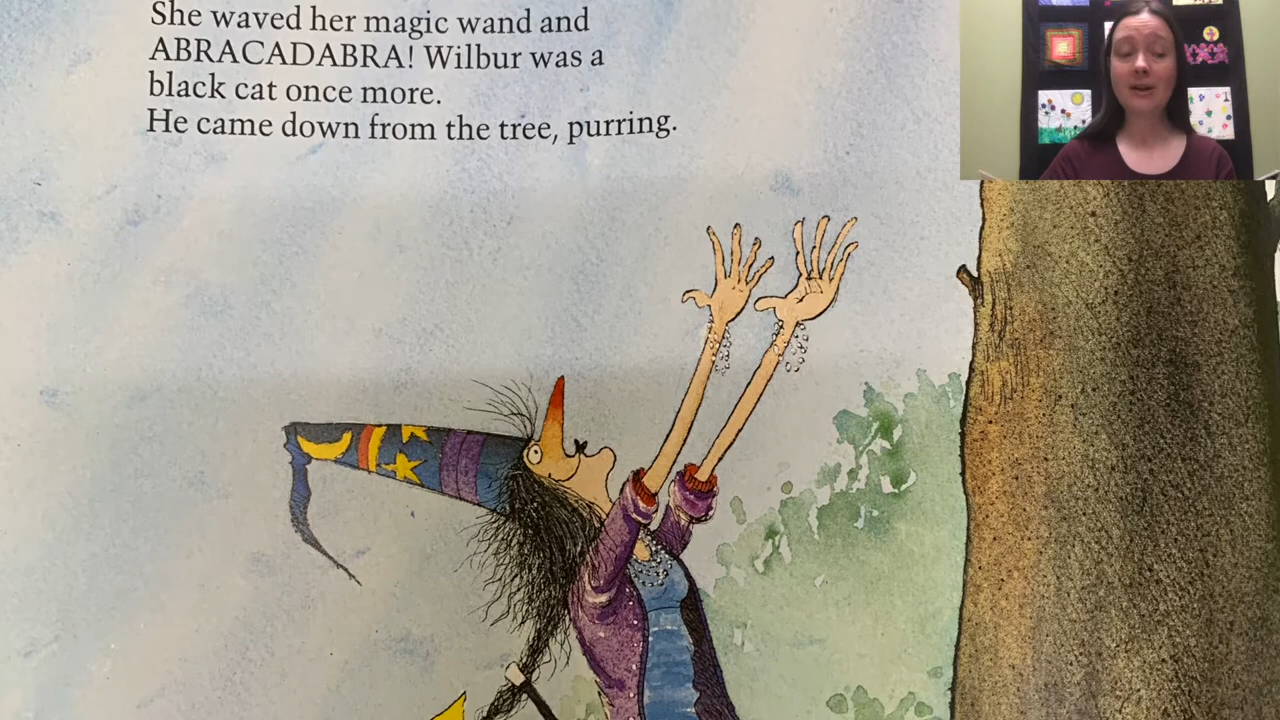 She waved her magic wand and
ABRACADABRA! Wilbur was a
black cat once more.
He came down from the tree, purring.